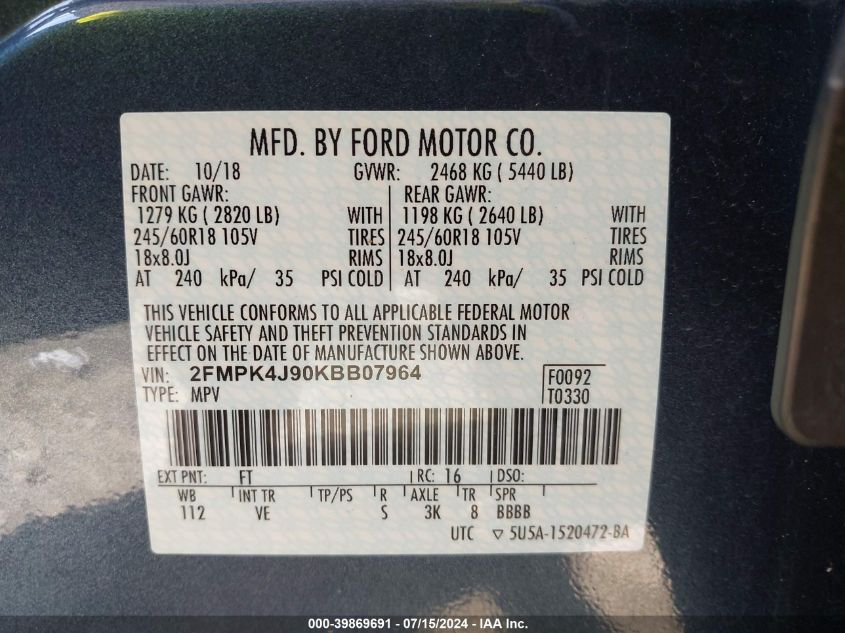 MFD. BY FORD MOTOR CO.
DATE: 10/18 GVWR: 2468 KG ( 5440 LB)
FRONT GAWR: REAR GAWR:
1279 KG ( 2820 LB) WITH 1198 KG ( 2640 LB) WITH
245/60R18 105V TIRES 245/60R18 105V TIRES
18x8.0J RIMS 18x8.0J RIMS
AT 240 kPa/ 35 PSI COLD AT 240 kPa/ 35 PSI COLD
THIS VEHICLE CONFORMS TO ALL APPLICABLE FEDERAL MOTOR
VEHICLE SAFETY AND THEFT PREVENTION STANDARDS IN
EFFECT ON THE DATE OF MANUFACTURE SHOWN ABOVE.
VIN: 2FMPK4J90KBB07964 F0092
TYPE: MPV T0330
EXT PNT: FT RC: 16 DSO:
WB INT TR TP/PS R AXLE TR SPR
112 VE S 3K 8 BBBB
UTC ▽ 5U5A-1520472-BA
000-39869691 - 07/15/2024 - IAA Inc.